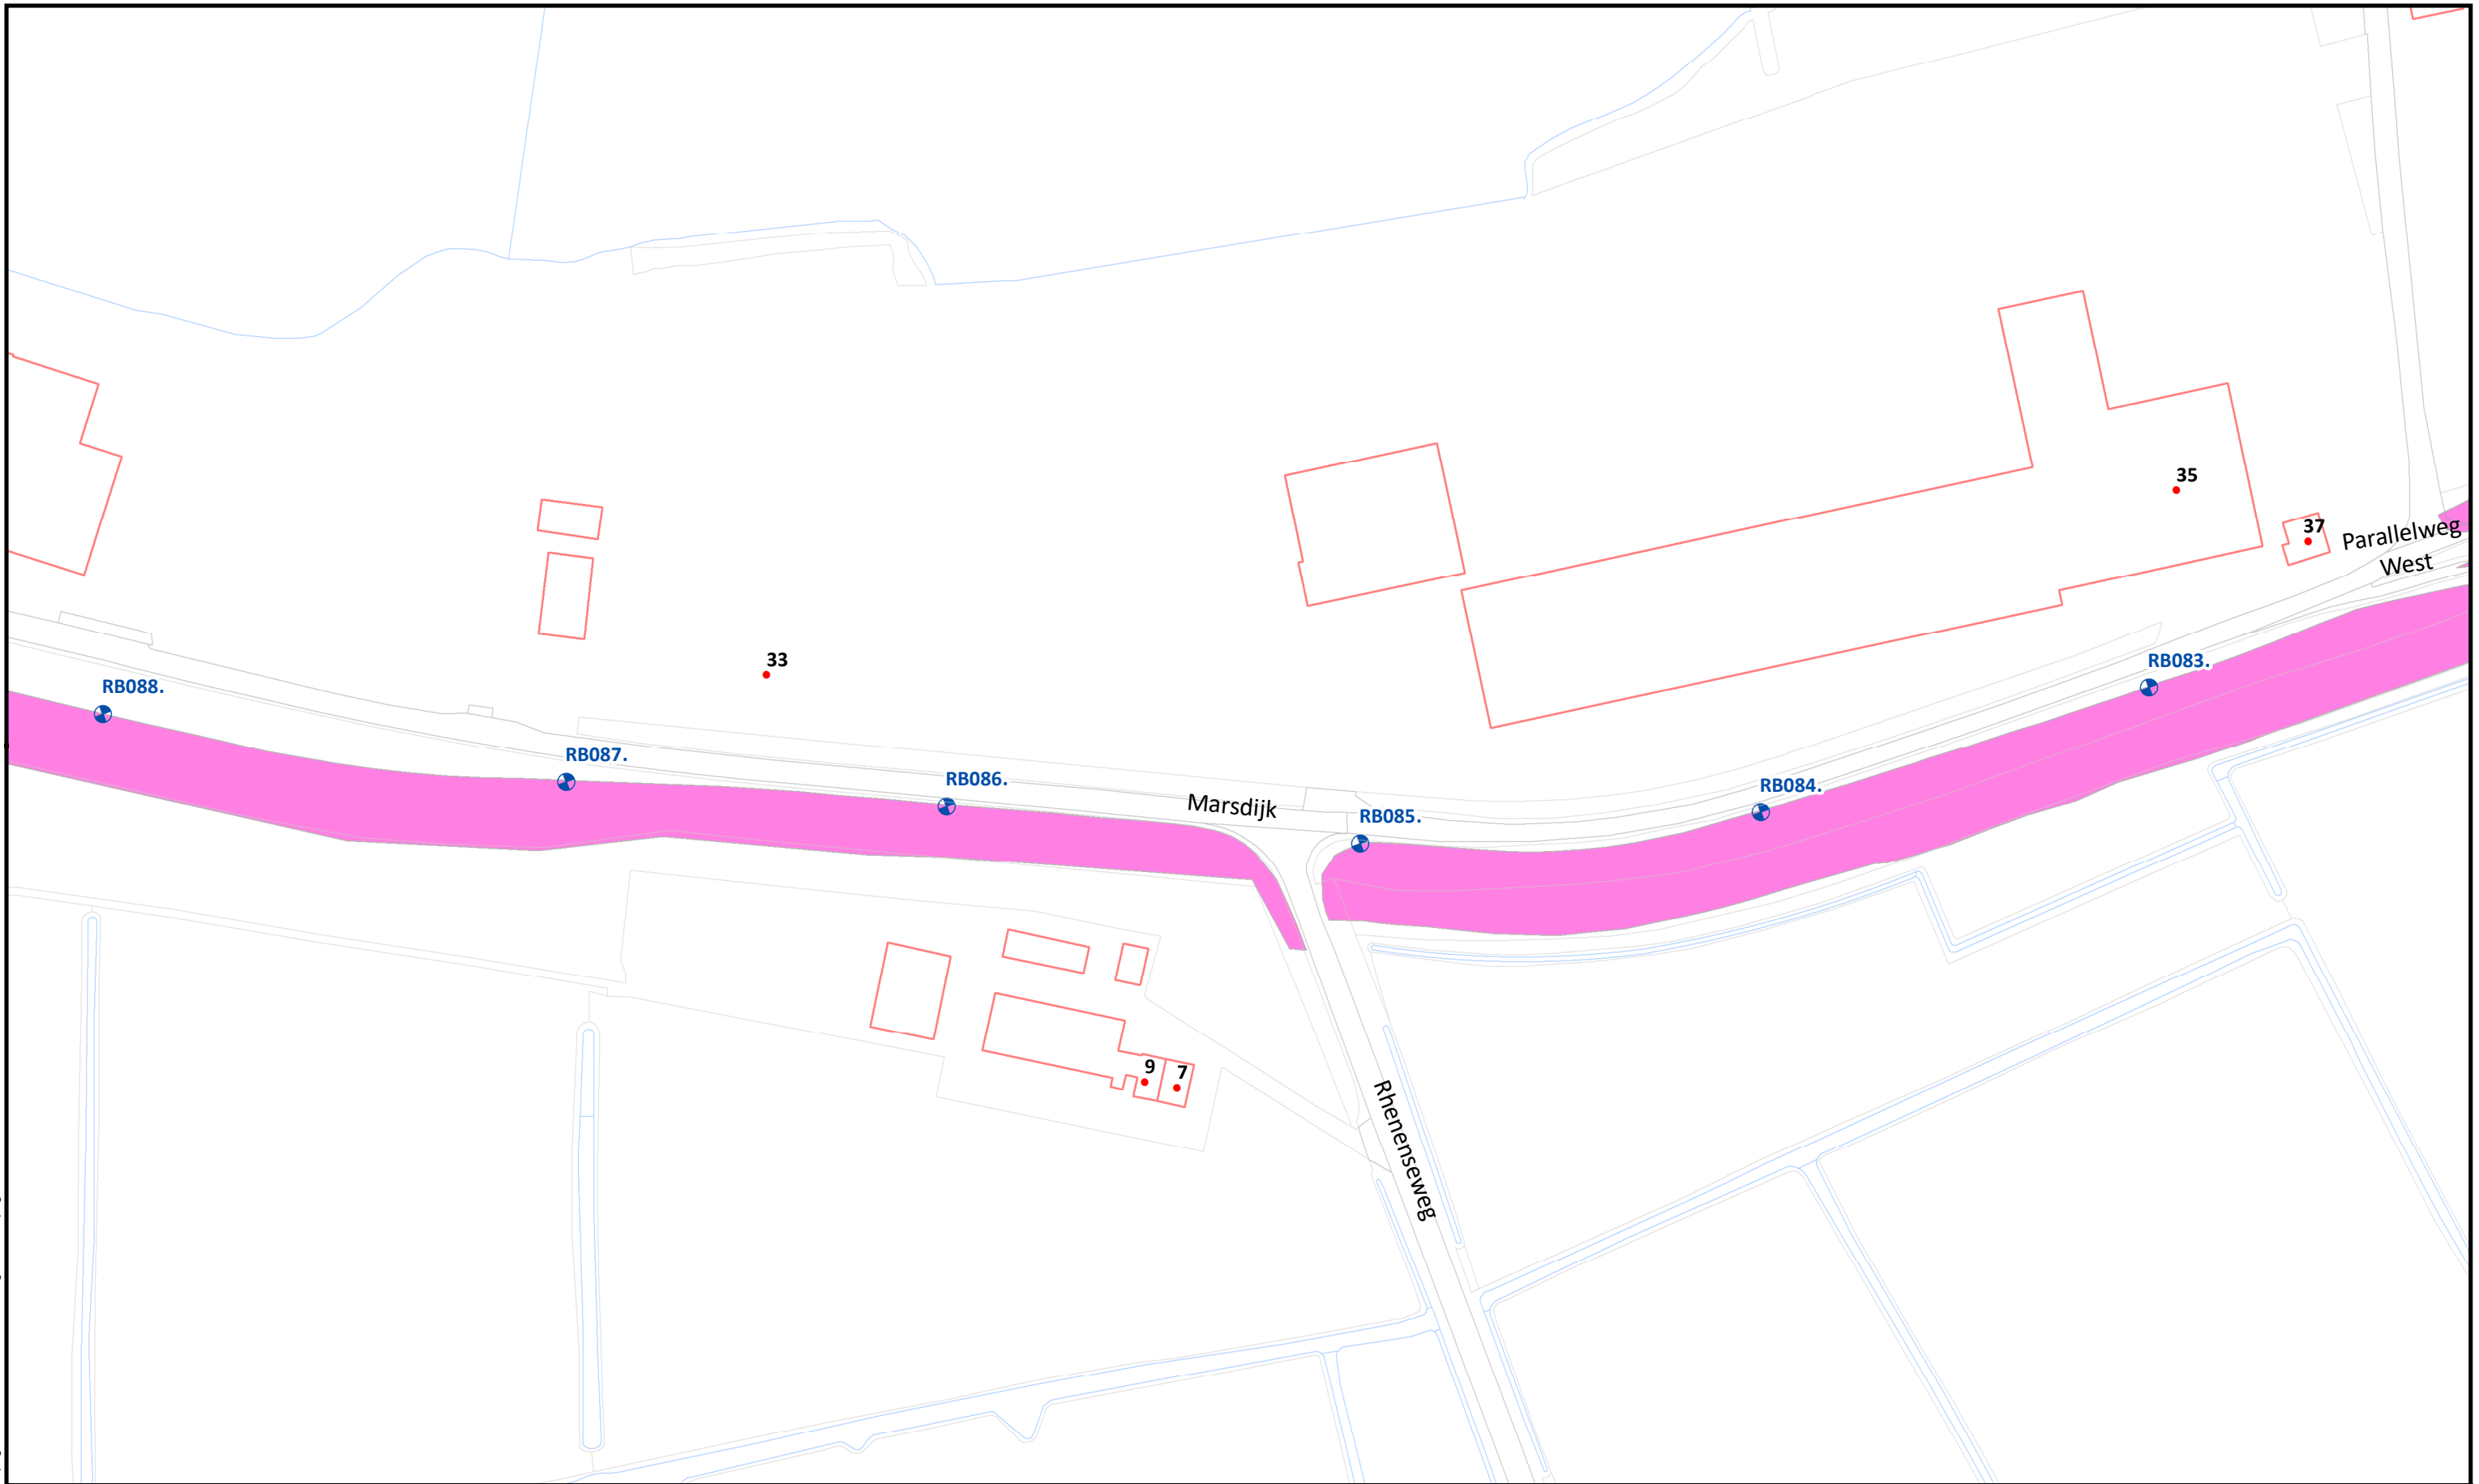 35
37
Parallelweg
West
33
RB083.
RB088.
RB087.
RB086.
RB084.
Marsdijk
RB085.
9
7
Rhenenseweg